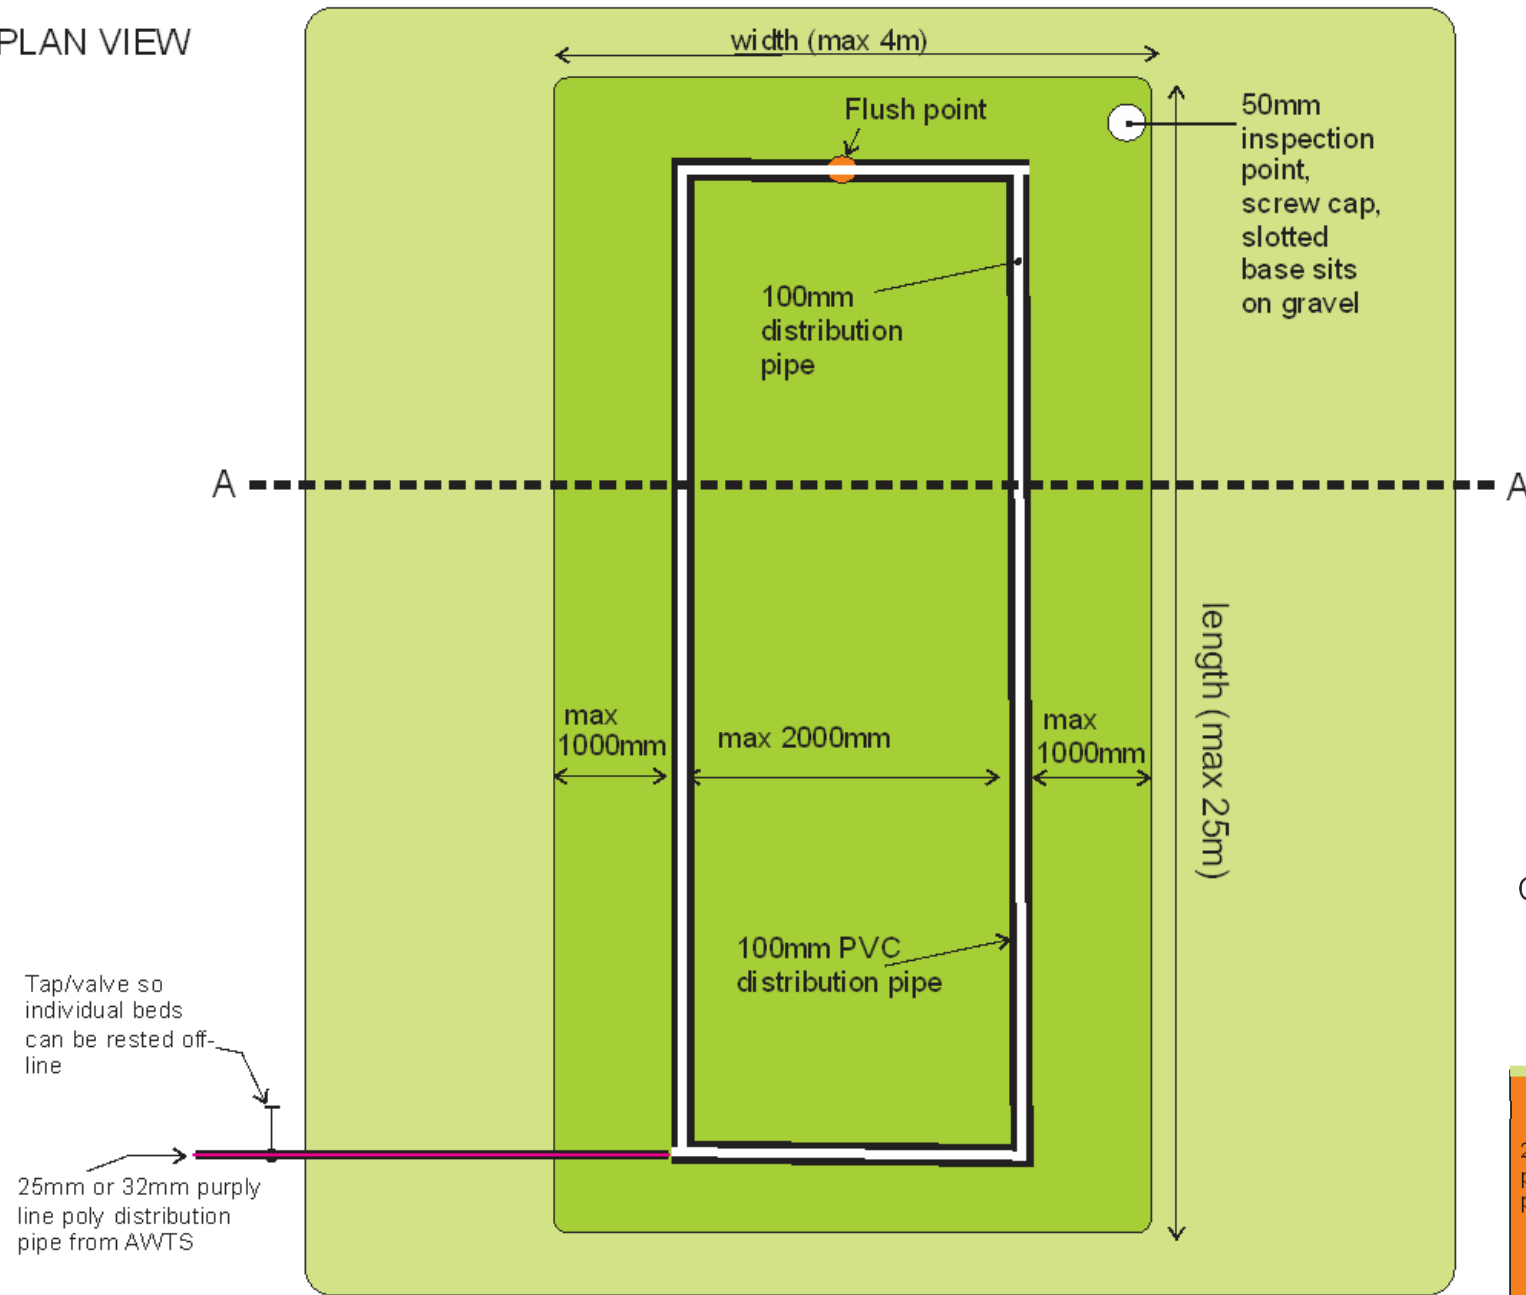 PLAN VIEW
width (max 4m)
Flush point
50mm
inspection
point,
screw cap,
slotted
base sits
on gravel
100mm
distribution
pipe
A
A
length (max 25m)
max
1000mm
max 2000mm
max
1000mm
100mm PVC
distribution pipe
Tap/valve so
individual beds
can be rested off-
line
25mm or 32mm purply
line poly distribution
pipe from AWTS